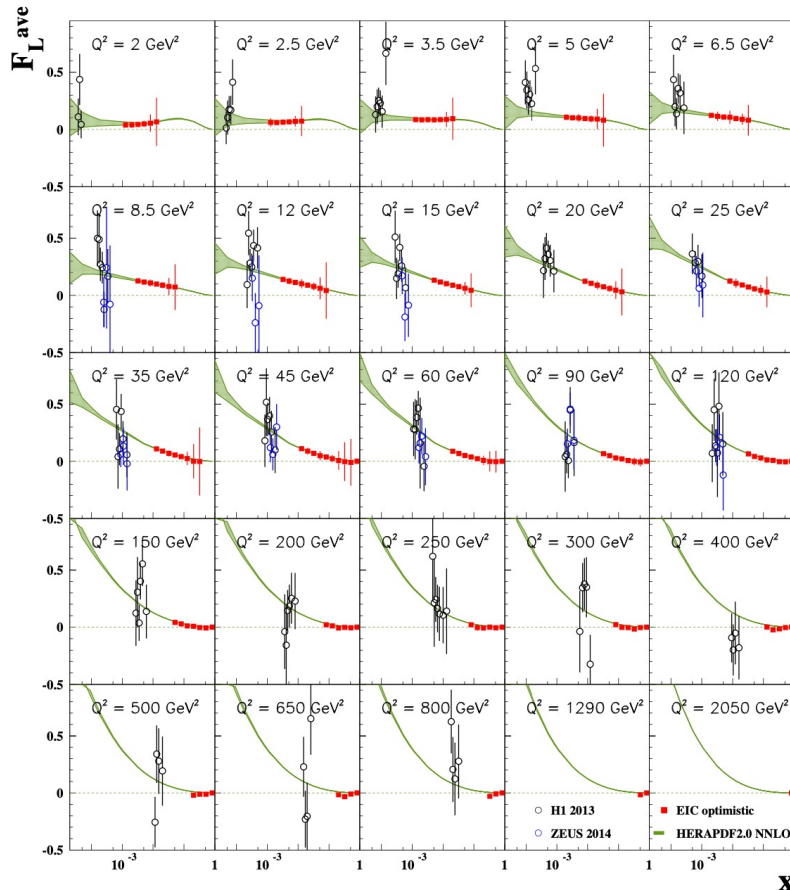 F_L^ave
Q² = 2 GeV²
Q² = 2.5 GeV²
Q² = 3.5 GeV²
Q² = 5 GeV²
Q² = 6.5 GeV²
0.5
0
-0.5
Q² = 8.5 GeV²
Q² = 12 GeV²
Q² = 15 GeV²
Q² = 20 GeV²
Q² = 25 GeV²
0.5
0
-0.5
Q² = 35 GeV²
Q² = 45 GeV²
Q² = 60 GeV²
Q² = 90 GeV²
Q² = 120 GeV²
0.5
0
-0.5
Q² = 150 GeV²
Q² = 200 GeV²
Q² = 250 GeV²
Q² = 300 GeV²
Q² = 400 GeV²
0.5
0
-0.5
Q² = 500 GeV²
Q² = 650 GeV²
Q² = 800 GeV²
Q² = 1290 GeV²
Q² = 2050 GeV²
0.5
0
H1 2013
EIC optimistic
ZEUS 2014
HERAPDF2.0 NNLO
-0.5
10⁻³ 1 10⁻³ 1 10⁻³ 1 10⁻³ 1 10⁻³
x